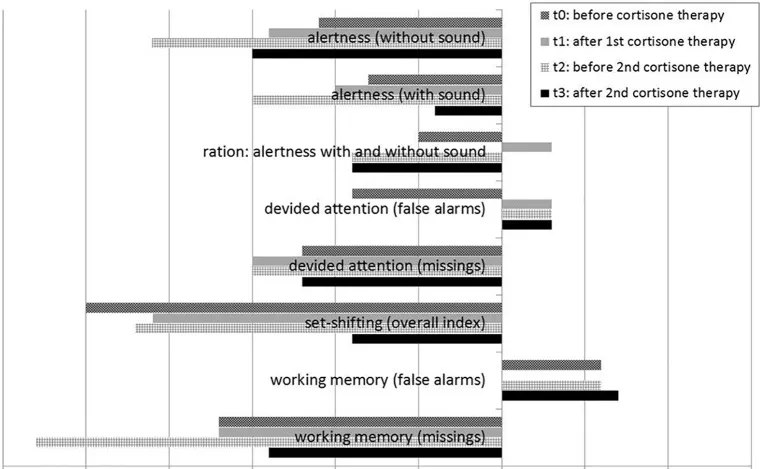 t0: before cortisone therapy
t1: after 1st cortisone therapy
t2: before 2nd cortisone therapy
t3: after 2nd cortisone therapy
alertness (without sound)
alertness (with sound)
ration: alertness with and without sound
devided attention (false alarms)
devided attention (missings)
set-shifting (overall index)
working memory (false alarms)
working memory (missings)